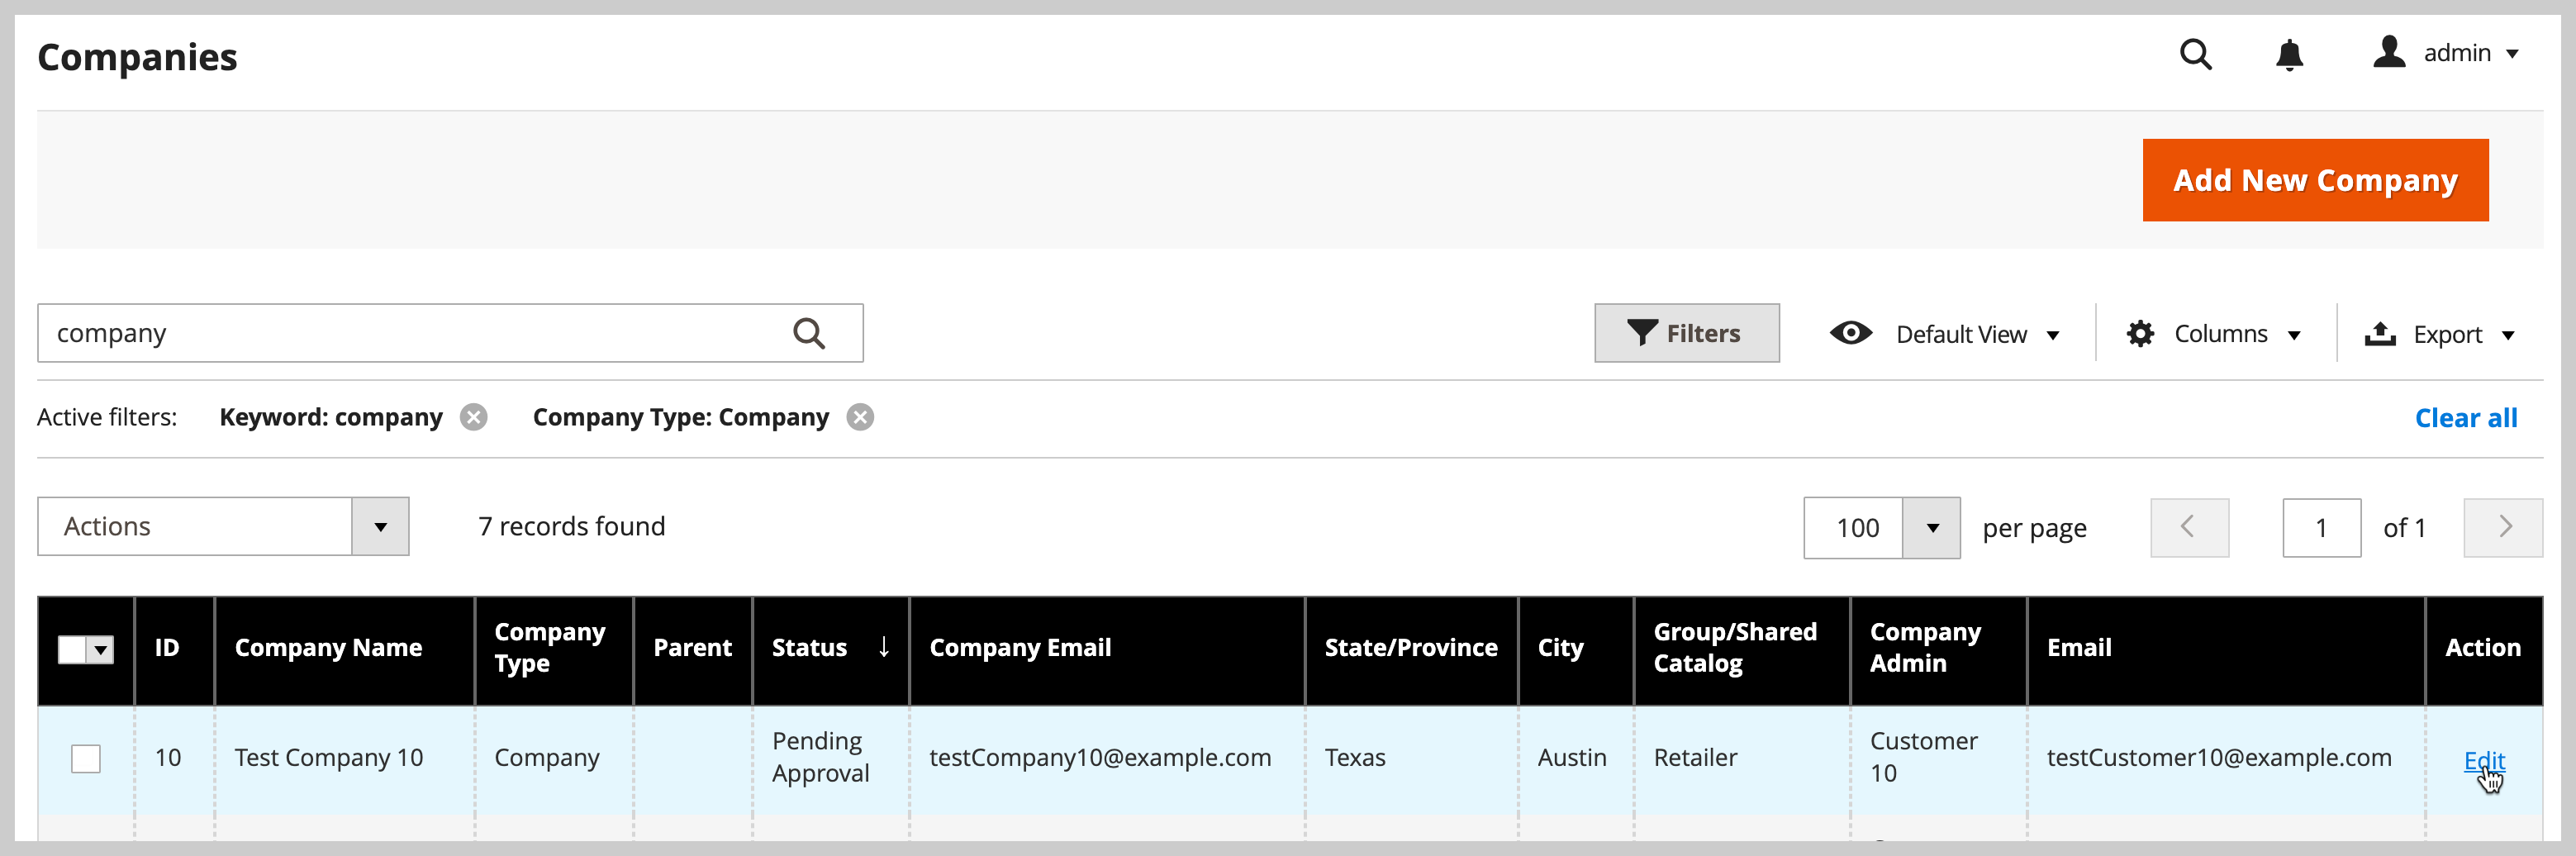 Companies
admin
Add New Company
company
Filters
Default View
Columns
Export
Active filters: Keyword: company Company Type: Company Clear all
Actions
7 records found
100 per page
1 of 1
ID Company Name Company Type Parent Status ↓ Company Email State/Province City Group/Shared Catalog Company Admin Email Action
10 Test Company 10 Company Pending Approval testCompany10@example.com Texas Austin Retailer Customer 10 testCustomer10@example.com Edit